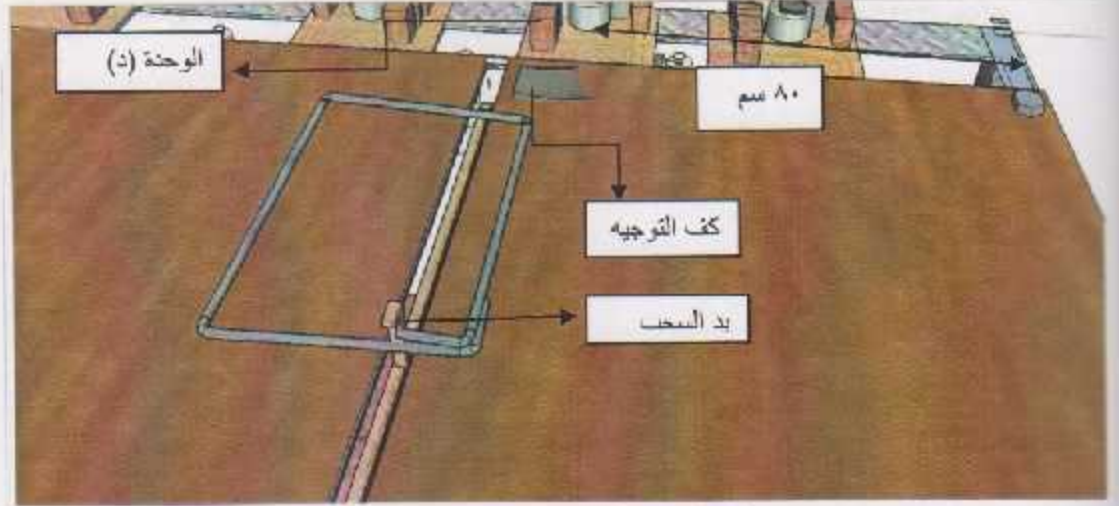 الوحدة (د)
٨٠ سم
كف التوجيه
يد السحب